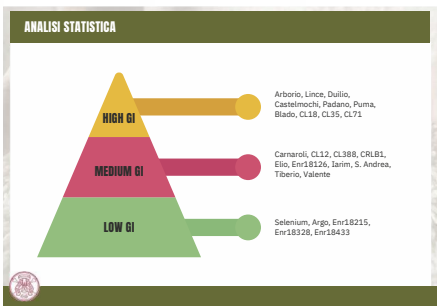 ANALISI STATISTICA
HIGH GI
Arborio, Lince, Duilio,
Castelmochi, Padano, Puma,
Blado, CL18, CL35, CL71
MEDIUM GI
Carnaroli, CL12, CL388, CRLB1,
Elio, Enr18126, Iarim, S. Andrea,
Tiberio, Valente
LOW GI
Selenium, Argo, Enr18215,
Enr18328, Enr18433